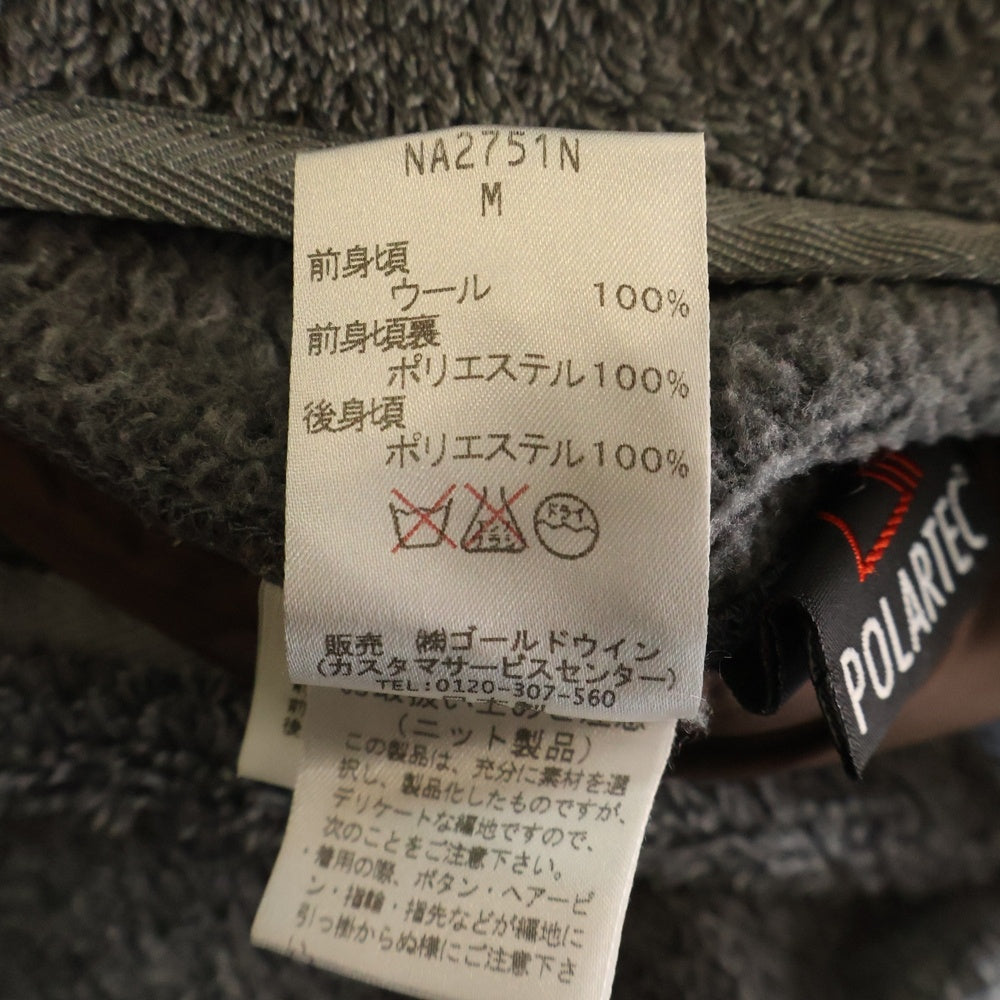 NA2751N
M
前身頃
ウール 100%
前身頃裏
ポリエステル100%
後身頃
ポリエステル100%
ドライ
販売 ㈱ゴールドウイン
(カスタマサービスセンター)
TEL:0120-307-560
(ニット製品)
この製品は、充分に素材を選
択し、製品化したものですが、
デリケートな編地ですので、
次のことをご注意下さい。
・着用の際、ボタン・ヘアーピ
ン・指輪・指先などが編地に
引っ掛からぬ様にご注意下さ
い
前
後
POLARTEC